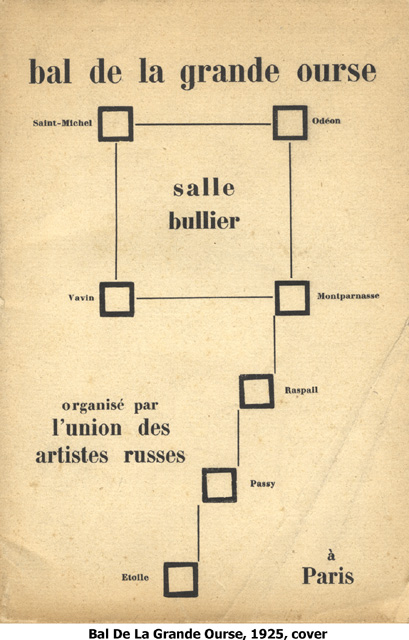 bal de la grande ourse
Saint-Michel
Odéon
salle
bullier
Vavin
Montparnasse
Raspail
organisé par
l'union des
artistes russes
Passy
Etoile
à
Paris
Bal De La Grande Ourse, 1925, cover